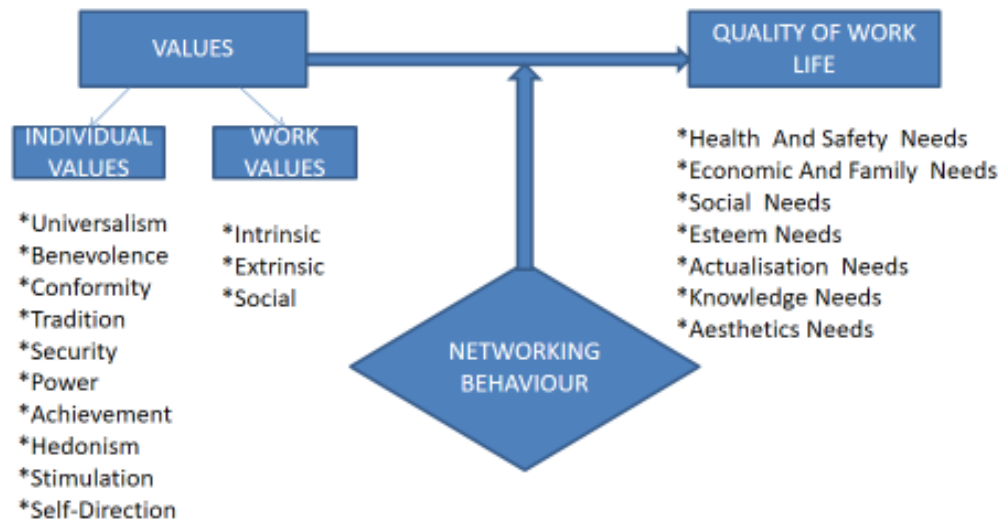 VALUES
QUALITY OF WORK
LIFE
INDIVIDUAL
VALUES
WORK
VALUES
*Universalism
*Benevolence
*Conformity
*Tradition
*Security
*Power
*Achievement
*Hedonism
*Stimulation
*Self-Direction
*Intrinsic
*Extrinsic
*Social
*Health And Safety Needs
*Economic And Family Needs
*Social Needs
*Esteem Needs
*Actualisation Needs
*Knowledge Needs
*Aesthetics Needs
NETWORKING
BEHAVIOUR